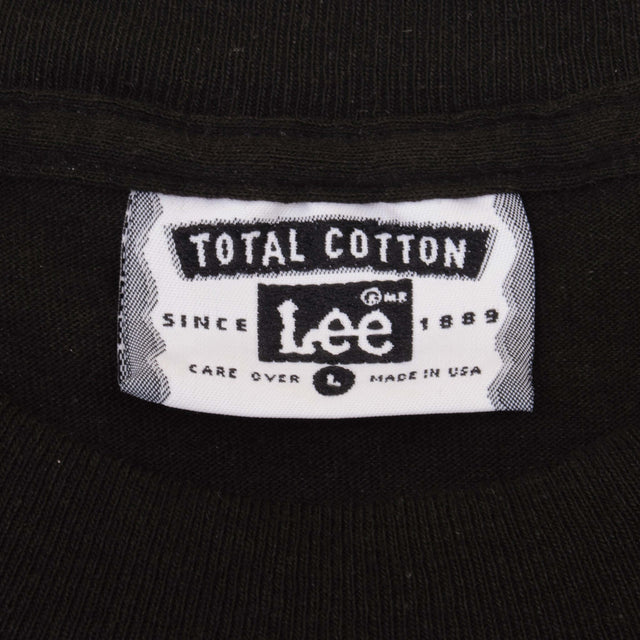 TOTAL COTTON
® M.R
SINCE Lee 1889
CARE OVER L MADE IN USA